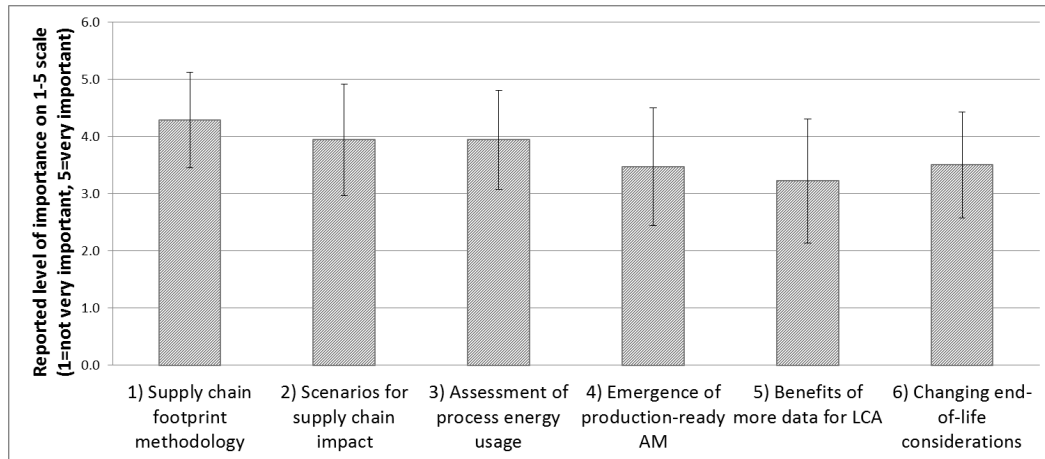 Reported level of importance on 1-5 scale
(1=not very important, 5=very important)
6.0
5.0
4.0
3.0
2.0
1.0
0.0
1) Supply chain
footprint
methodology
2) Scenarios for
supply chain
impact
3) Assessment of
process energy
usage
4) Emergence of
production-ready
AM
5) Benefits of
more data for LCA
6) Changing end-
of-life
considerations